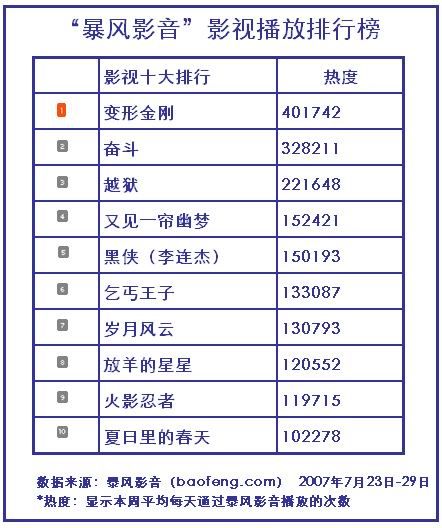 “暴风影音”影视播放排行榜
影视十大排行 热度
1 变形金刚 401742
2 奋斗 328211
3 越狱 221648
4 又见一帘幽梦 152421
5 黑侠（李连杰） 150193
6 乞丐王子 133087
7 岁月风云 130793
8 放羊的星星 120552
9 火影忍者 119715
10 夏日里的春天 102278
数据来源：暴风影音（baofeng.com） 2007年7月23日-29日
*热度：显示本周平均每天通过暴风影音播放的次数